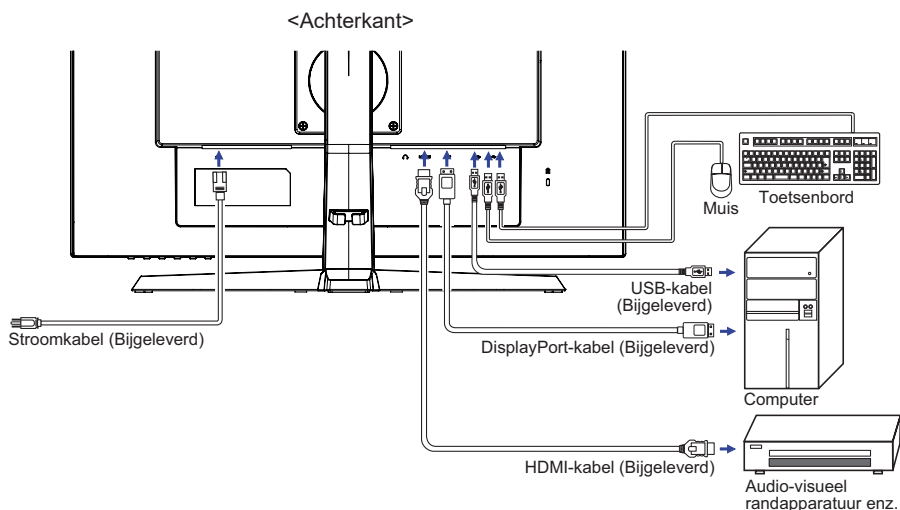 <Achterkant>
Muis
Toetsenbord
USB-kabel
(Bijgeleverd)
Stroomkabel (Bijgeleverd)
DisplayPort-kabel (Bijgeleverd)
Computer
HDMI-kabel (Bijgeleverd)
Audio-visueel
randapparatuur enz.